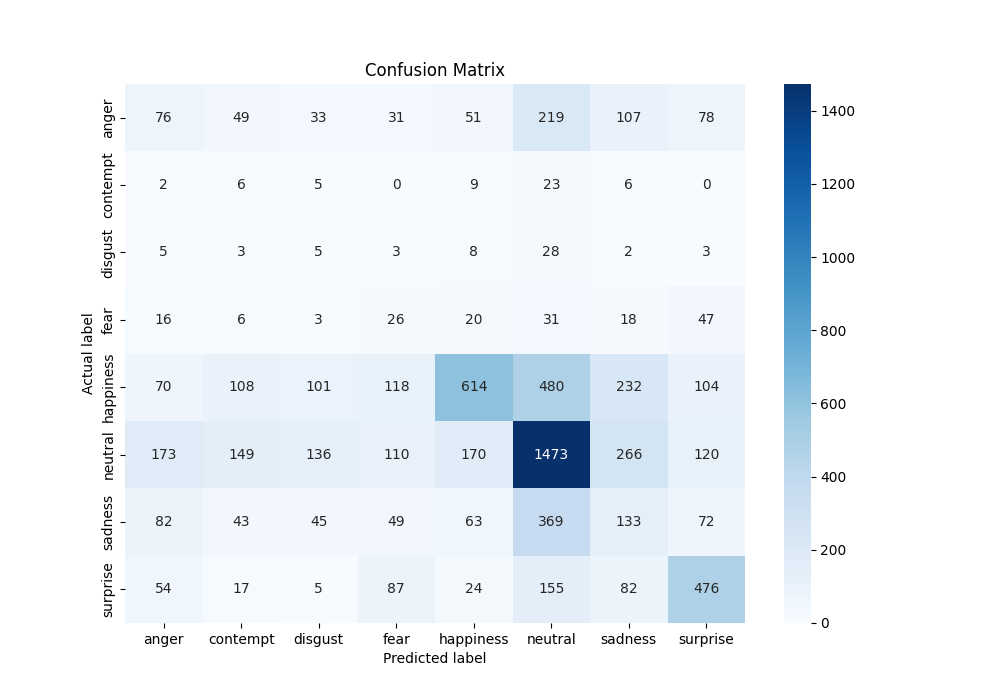 Confusion Matrix
Actual label
anger 76 49 33 31 51 219 107 78
contempt 2 6 5 0 9 23 6 0
disgust 5 3 5 3 8 28 2 3
fear 16 6 3 26 20 31 18 47
happiness 70 108 101 118 614 480 232 104
neutral 173 149 136 110 170 1473 266 120
sadness 82 43 45 49 63 369 133 72
surprise 54 17 5 87 24 155 82 476
anger contempt disgust fear happiness neutral sadness surprise
Predicted label
1400
1200
1000
800
600
400
200
0